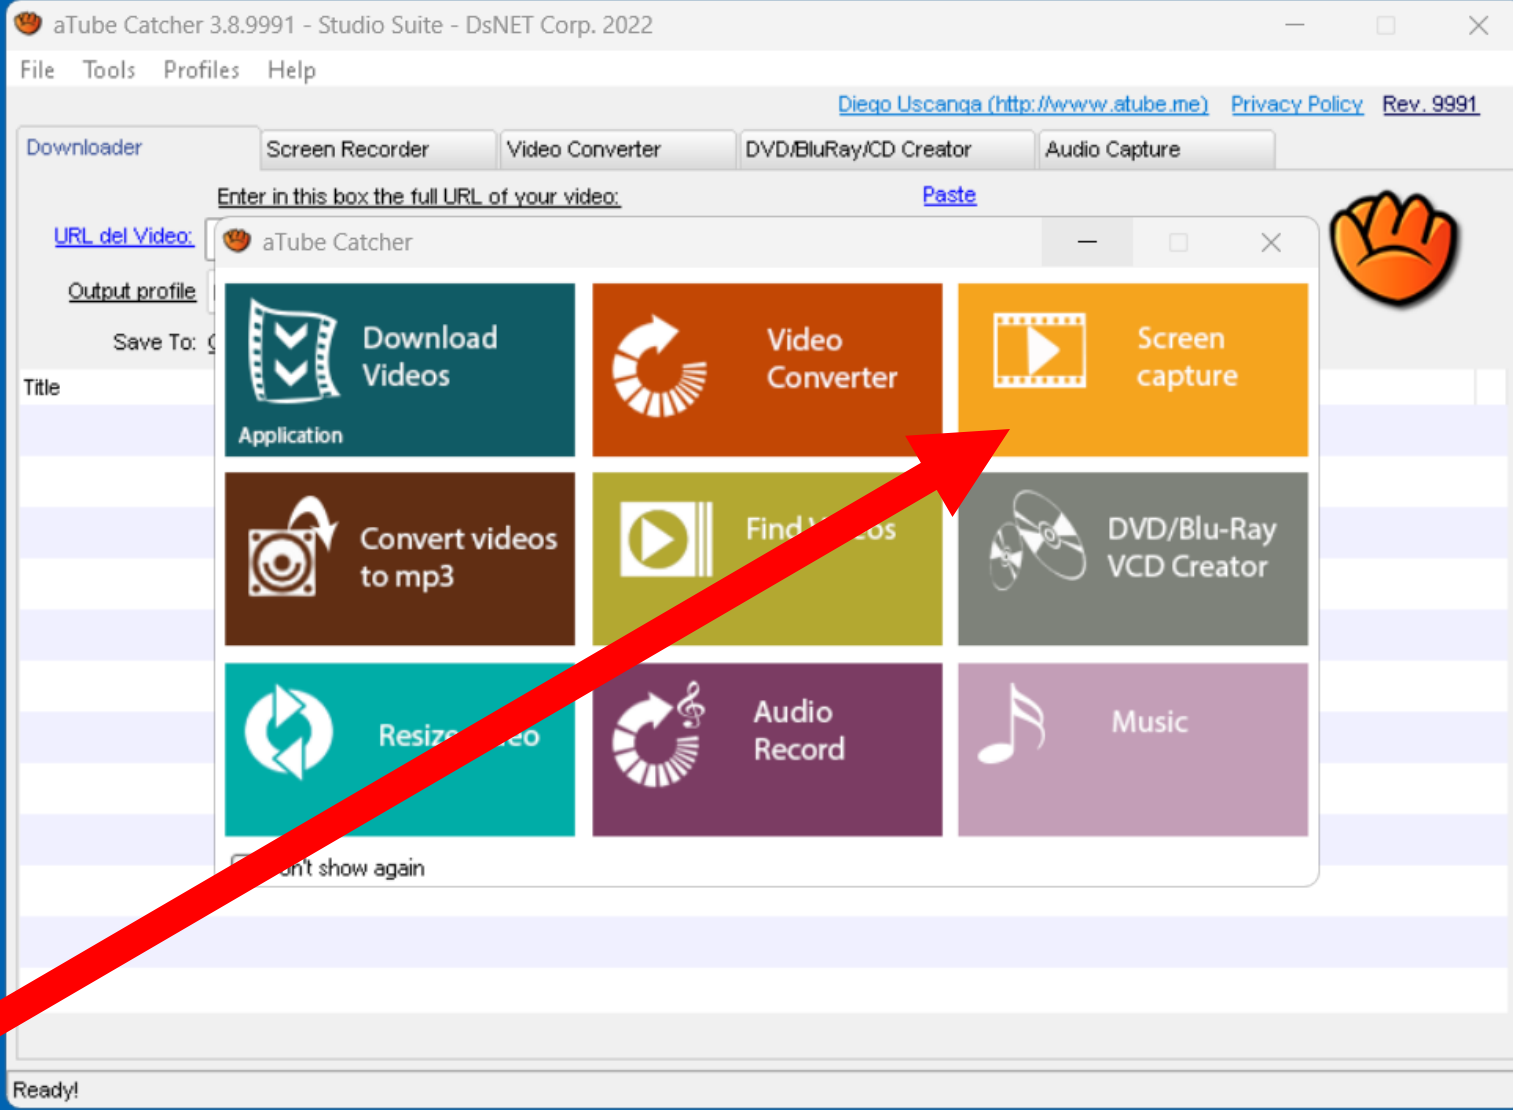 aTube Catcher 3.8.9991 - Studio Suite - DsNET Corp. 2022
File Tools Profiles Help
Diego Uscanga (http://www.atube.me) Privacy Policy Rev. 9991
Downloader Screen Recorder Video Converter DVD/BluRay/CD Creator Audio Capture
Enter in this box the full URL of your video: Paste
URL del Video:
aTube Catcher
Output profile
Save To:
Title
Download
Videos
Application
Video
Converter
Screen
capture
Convert videos
to mp3
Find
DVD/Blu-Ray
VCD Creator
Audio
Record
Music
show again
Ready!